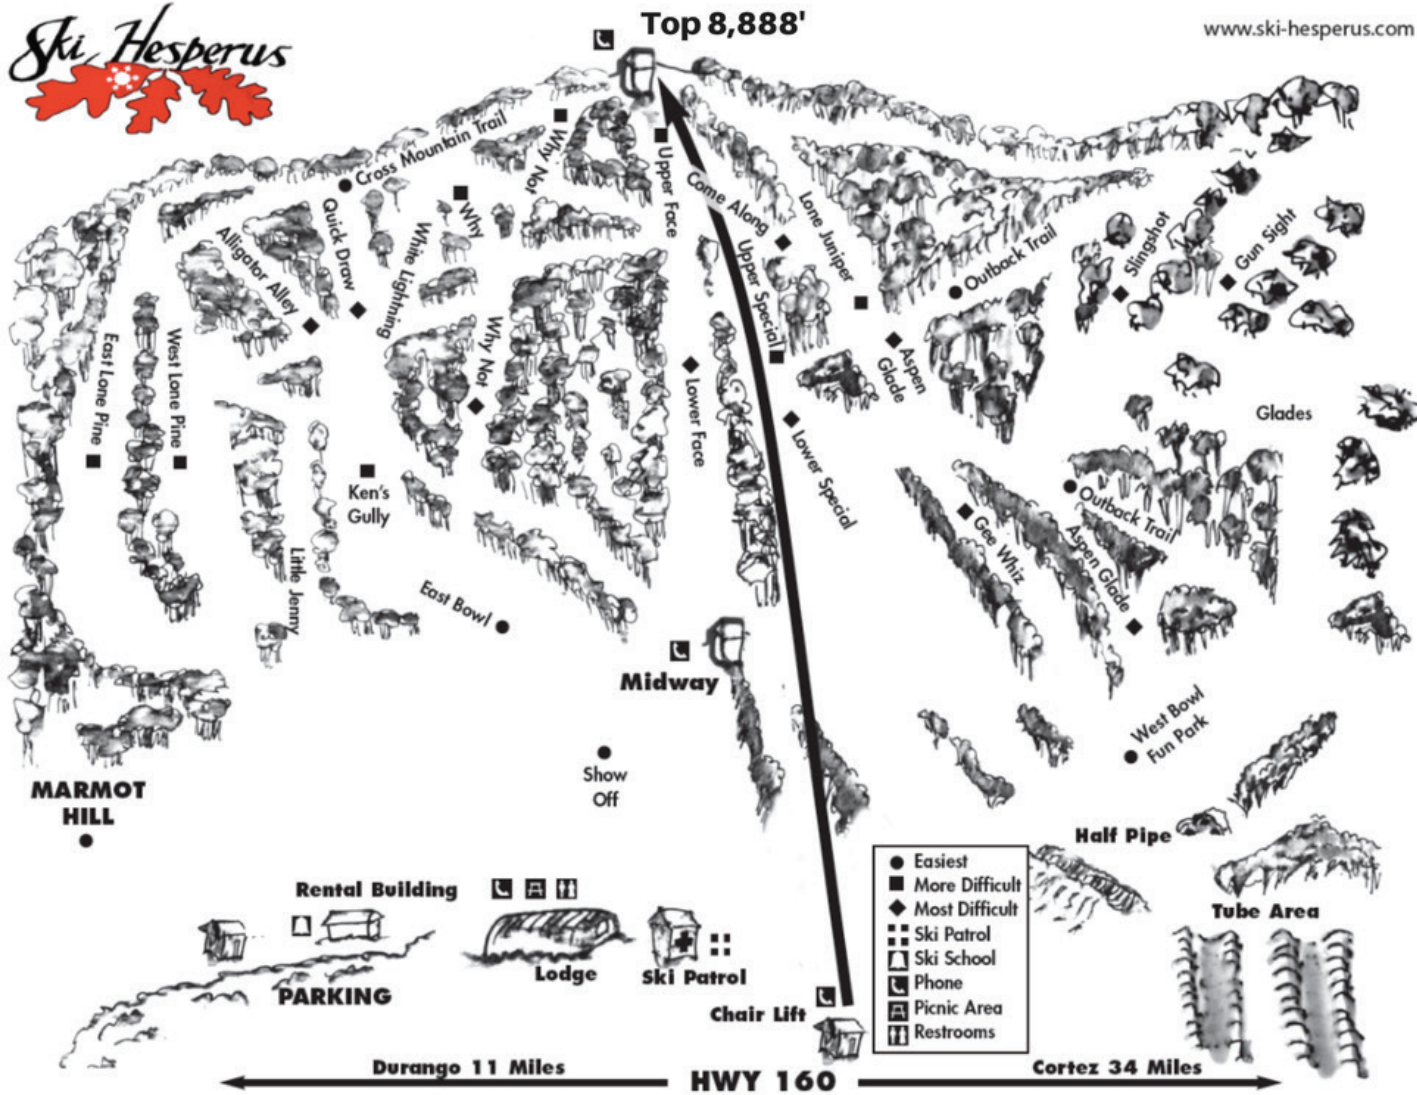 Ski Hesperus
Top 8,888'
www.ski-hesperus.com
Cross Mountain Trail
Why Not
Upper Face
Come Along
Lone Juniper
Quick Draw
Why
White Lightning
Alligator Alley
Upper Special
Outback Trail
Slingshot
Gun Sight
East Lone Pine
West Lone Pine
Why Not
Lower Face
Aspen
Glade
Glades
Lower Special
Ken's
Gully
Outback Trail
Gee Whiz
Aspen Glade
Little Jenny
East Bowl
Midway
West Bowl
Fun Park
Show
Off
MARMOT
HILL
Half Pipe
Tube Area
Rental Building
Lodge
Ski Patrol
PARKING
Chair Lift
Easiest
More Difficult
Most Difficult
Ski Patrol
Ski School
Phone
Picnic Area
Restrooms
Durango 11 Miles
HWY 160
Cortez 34 Miles